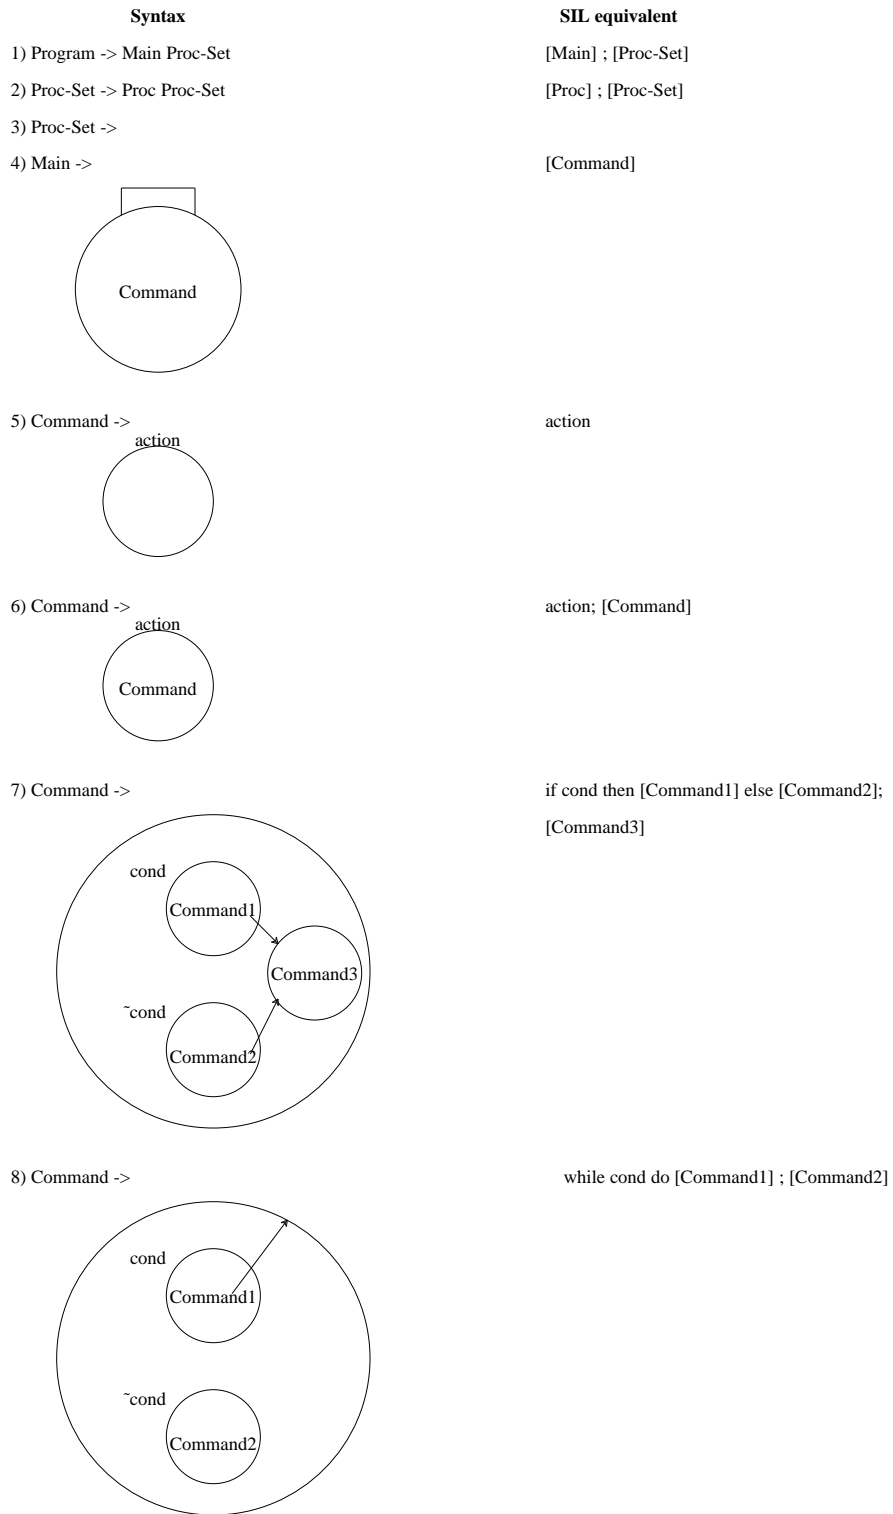 Syntax SIL equivalent
1) Program -> Main Proc-Set [Main] ; [Proc-Set]
2) Proc-Set -> Proc Proc-Set [Proc] ; [Proc-Set]
3) Proc-Set ->
4) Main -> [Command]
Command
5) Command -> action
action
6) Command -> action; [Command]
action
Command
7) Command -> if cond then [Command1] else [Command2];
[Command3]
cond
Command1
Command3
~cond
Command2
8) Command -> while cond do [Command1] ; [Command2]
cond
Command1
~cond
Command2